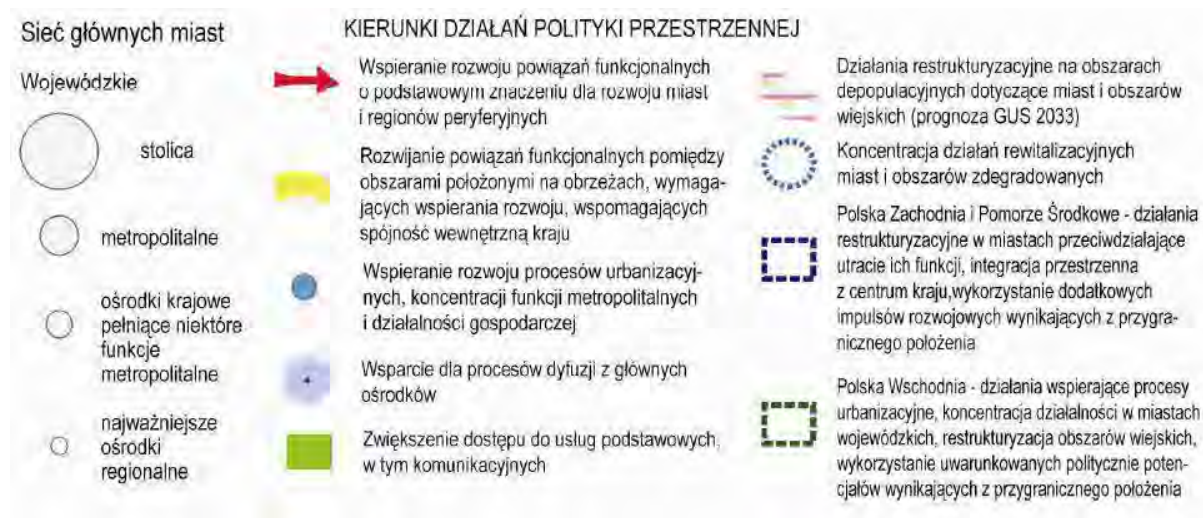 Sieć głównych miast
Wojewódzkie
stolica
metropolitalne
ośrodki krajowe
pełniące niektóre
funkcje
metropolitalne
najważniejsze
ośrodki
regionalne
KIERUNKI DZIAŁAŃ POLITYKI PRZESTRZENNEJ
Wspieranie rozwoju powiązań funkcjonalnych
o podstawowym znaczeniu dla rozwoju miast
i regionów peryferyjnych
Rozwijanie powiązań funkcjonalnych pomiędzy
obszarami położonymi na obrzeżach, wymaga-
jących wspierania rozwoju, wspomagających
spójność wewnętrzną kraju
Wspieranie rozwoju procesów urbanizacyj-
nych, koncentracji funkcji metropolitalnych
i działalności gospodarczej
Wsparcie dla procesów dyfuzji z głównych
ośrodków
Zwiększenie dostępu do usług podstawowych,
w tym komunikacyjnych
Działania restrukturyzacyjne na obszarach
depopulacyjnych dotyczące miast i obszarów
wiejskich (prognoza GUS 2033)
Koncentracja działań rewitalizacyjnych
miast i obszarów zdegradowanych
Polska Zachodnia i Pomorze Środkowe - działania
restrukturyzacyjne w miastach przeciwdziałające
utracie ich funkcji, integracja przestrzenna
z centrum kraju,wykorzystanie dodatkowych
impulsów rozwojowych wynikających z przygra-
nicznego położenia
Polska Wschodnia - działania wspierające procesy
urbanizacyjne, koncentracja działalności w miastach
wojewódzkich, restrukturyzacja obszarów wiejskich,
wykorzystanie uwarunkowanych politycznie poten-
cjałów wynikających z przygranicznego położenia